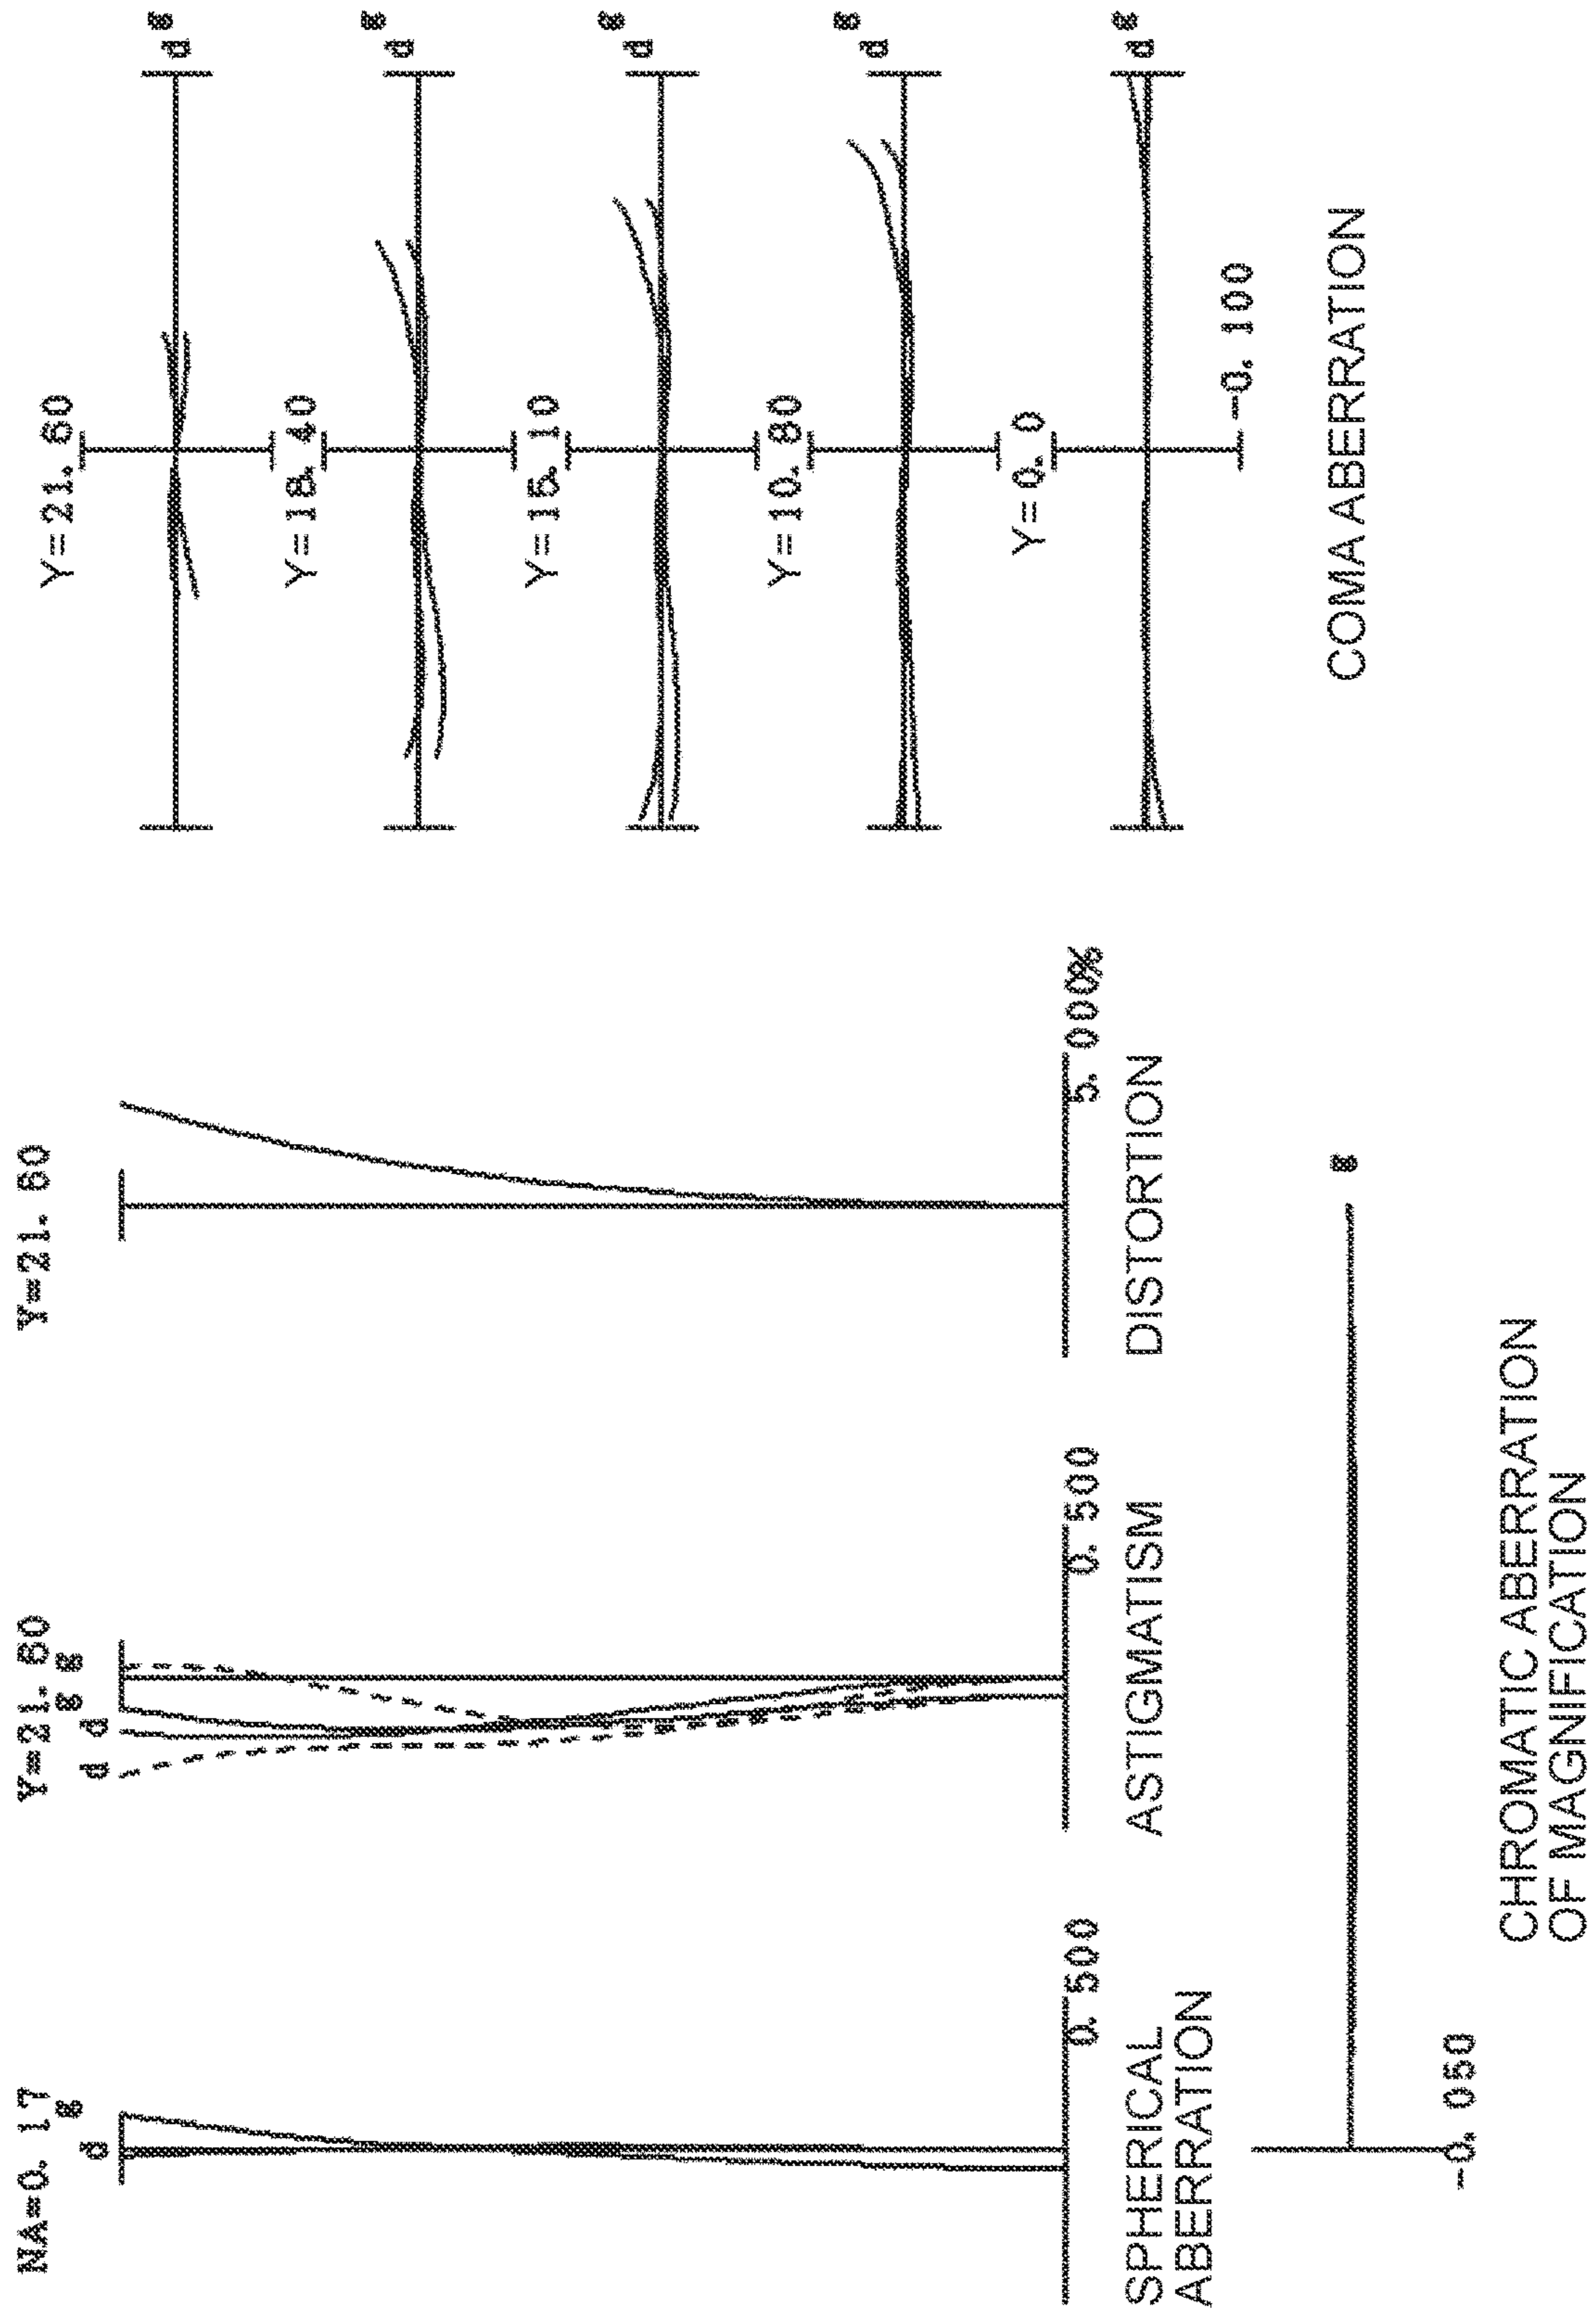 NA=0. 17
d
g
SPHERICAL
ABERRATION
0. 500
Y=21. 60
d
d
g
g
ASTIGMATISM
0. 500
Y=21. 60
DISTORTION
5. 000%
-0. 050
g
CHROMATIC ABERRATION
OF MAGNIFICATION
Y=21. 60
d g
Y=18. 40
d g
Y=15. 10
d g
Y=10. 80
d g
Y=0. 0
d g
-0. 100
COMA ABERRATION